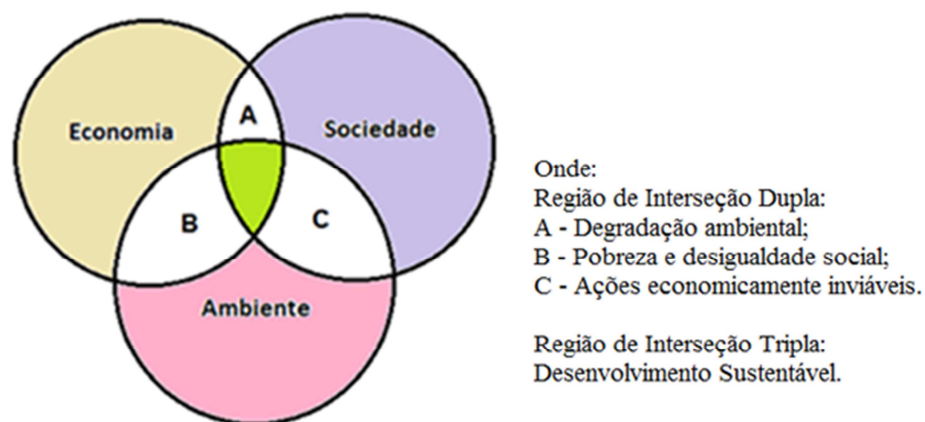 Economia
A
Sociedade
B
C
Ambiente
Onde:
Região de Interseção Dupla:
A - Degradação ambiental;
B - Pobreza e desigualdade social;
C - Ações economicamente inviáveis.
Região de Interseção Tripla:
Desenvolvimento Sustentável.